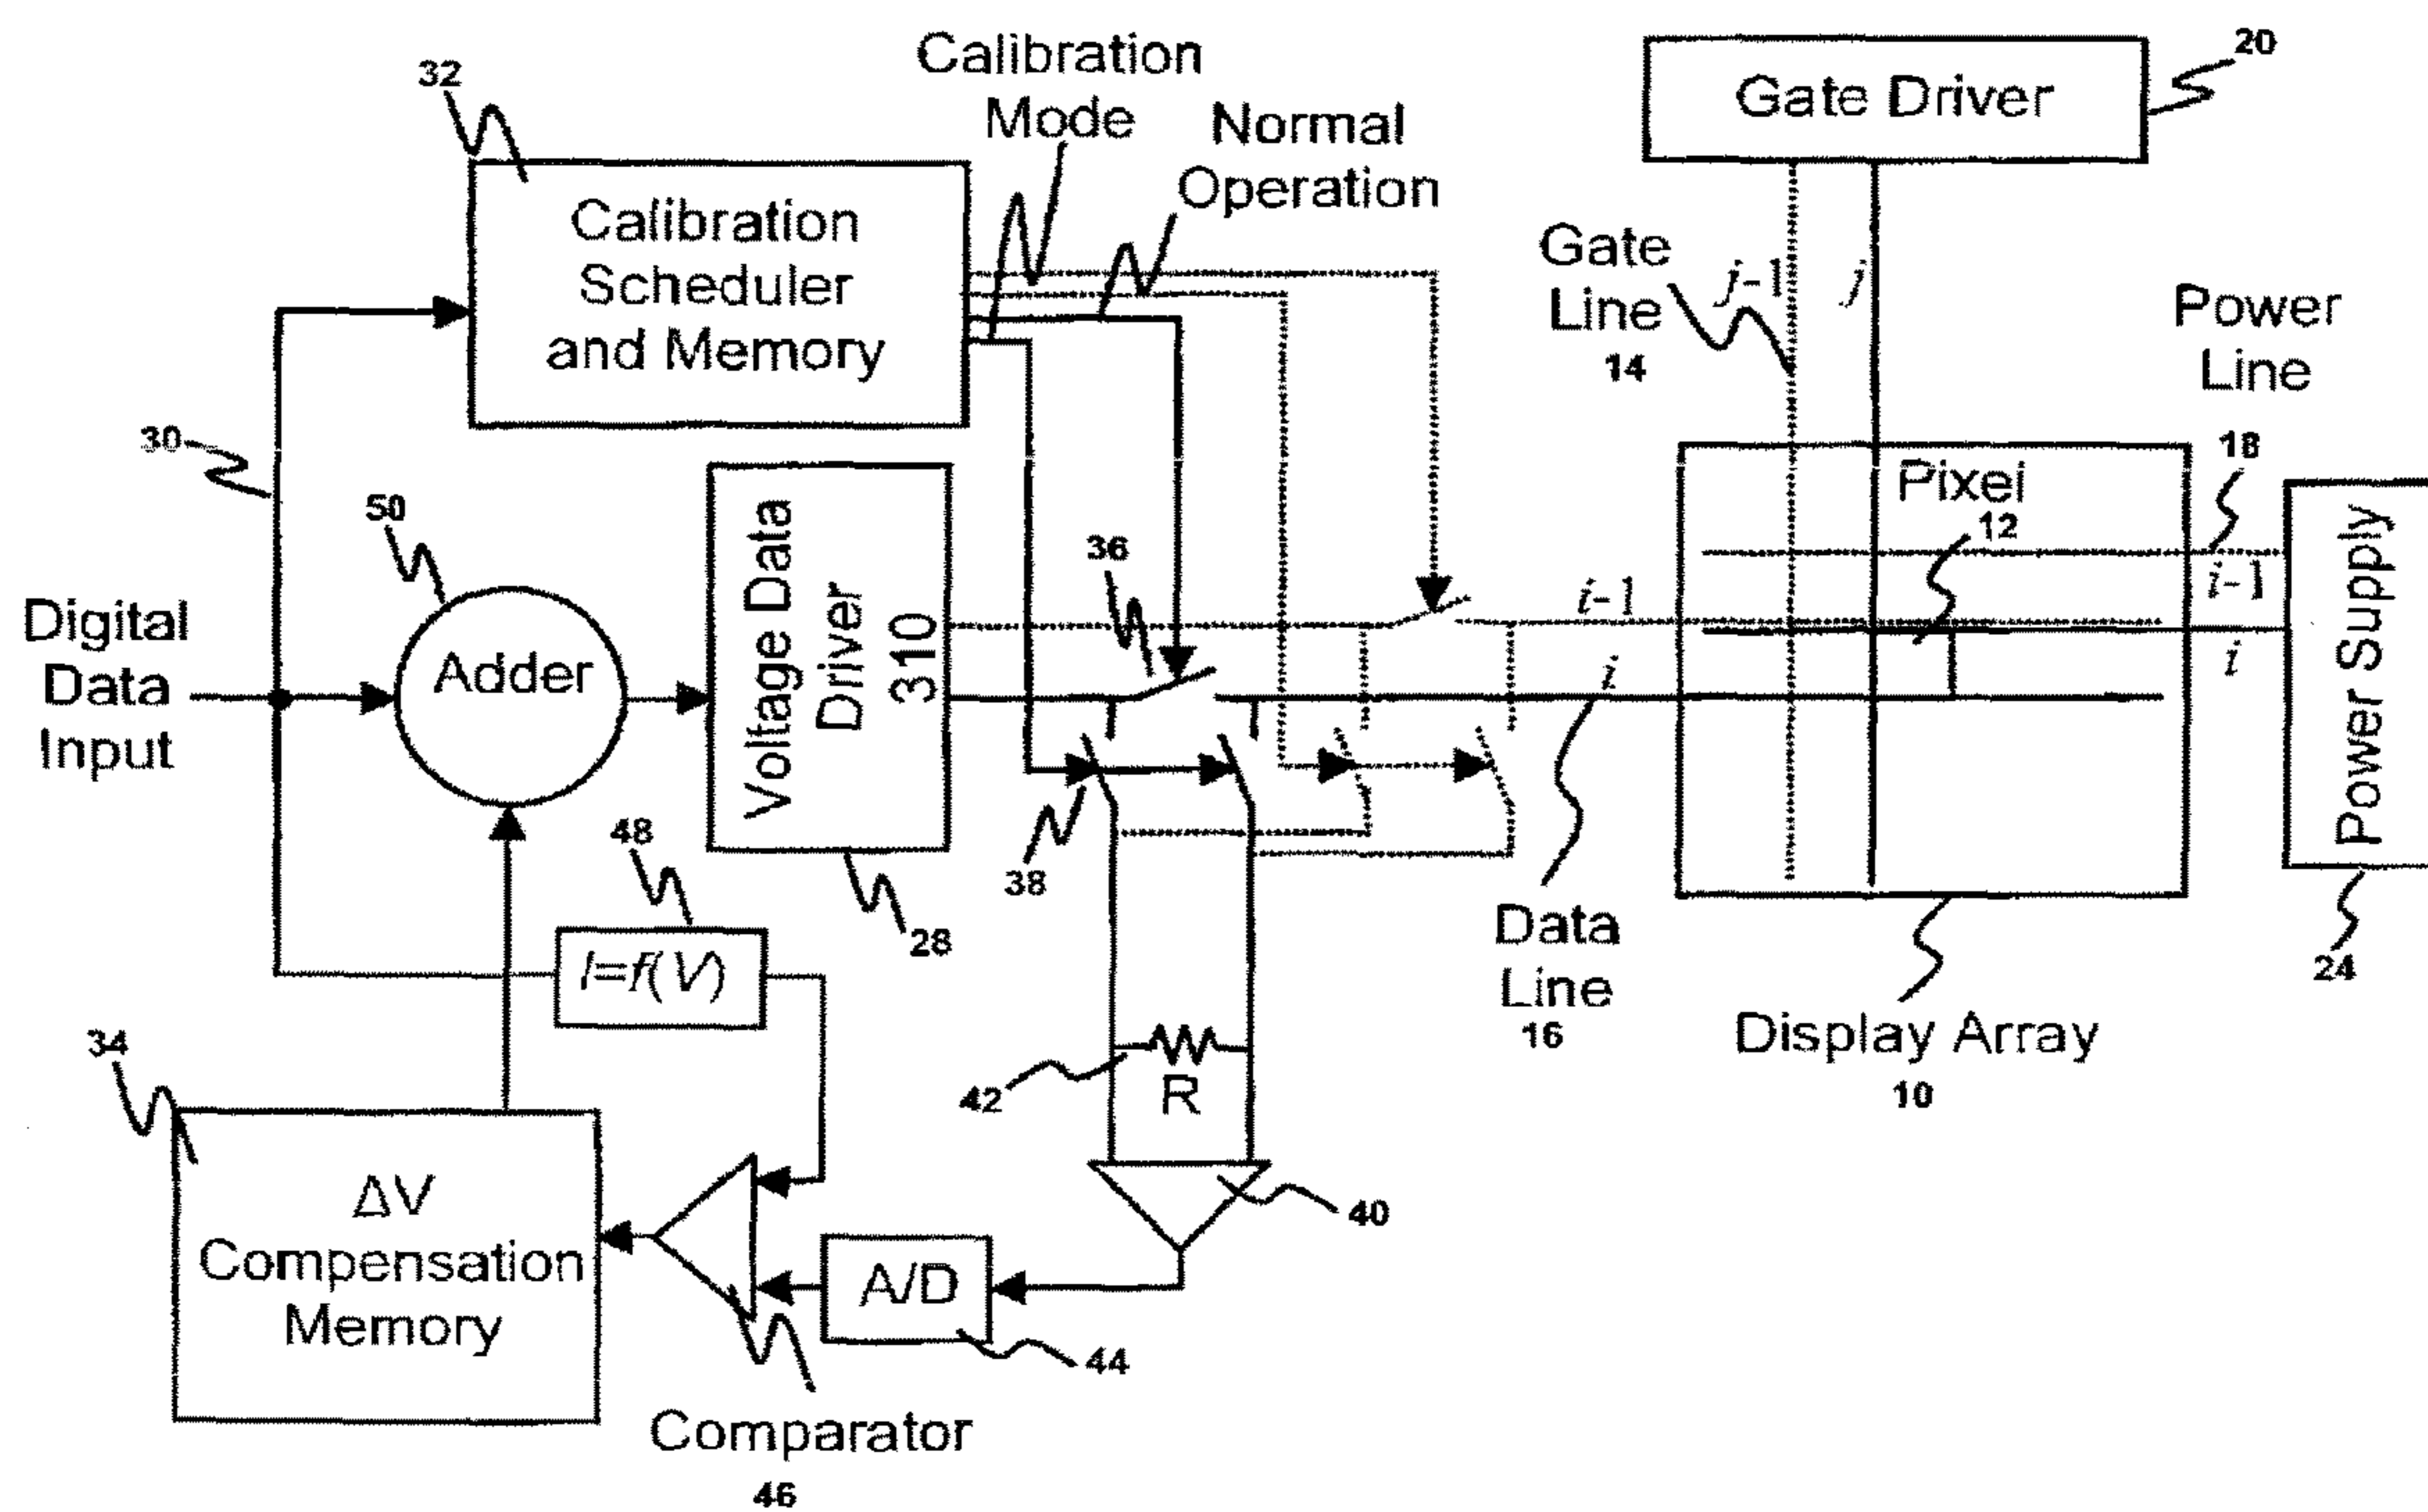 32
Calibration
Mode
Normal
Operation
Gate Driver
20
Calibration
Scheduler
and Memory
Gate
Line
14
j-1
j
Power
Line
18
30
50
Digital
Data
Input
Adder
Voltage Data
Driver
310
28
36
38
i-1
i
Data
Line
16
Pixel
12
i-1
i
Power Supply
24
Display Array
10
48
I=f(V)
34
ΔV
Compensation
Memory
42
R
40
A/D
44
Comparator
46